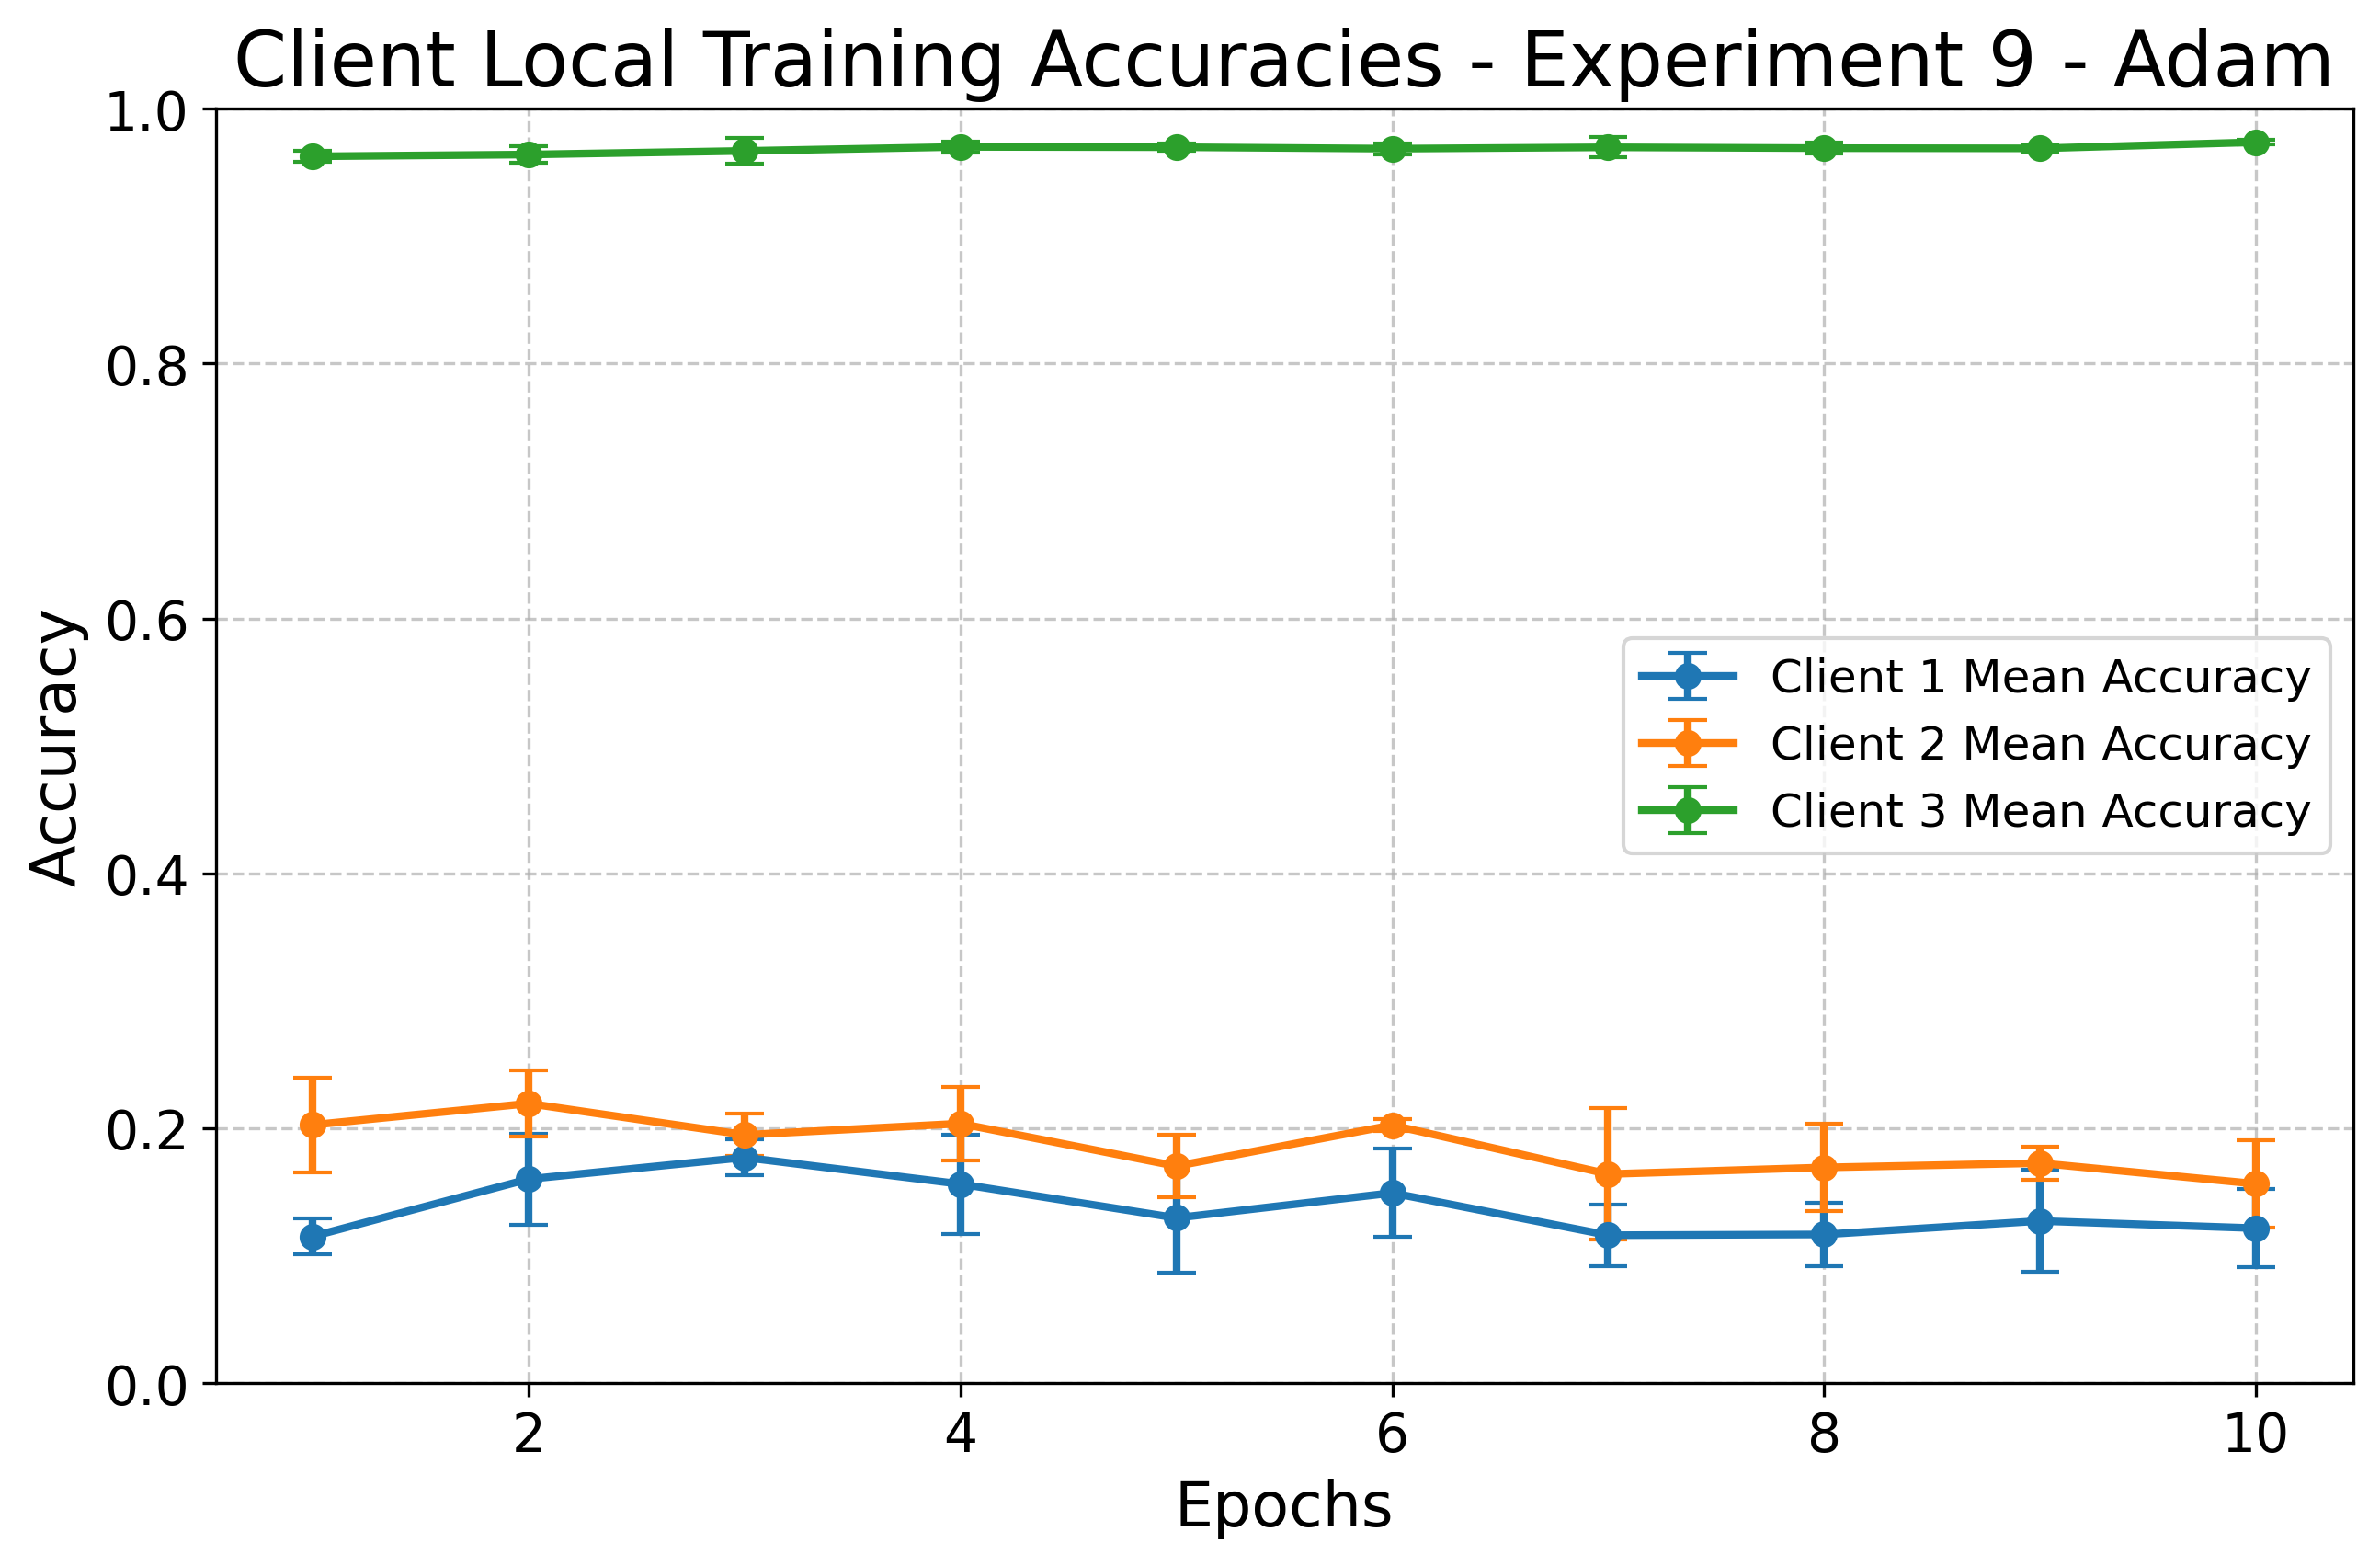 Client Local Training Accuracies - Experiment 9 - Adam
1.0
0.8
0.6
0.4
0.2
0.0
Accuracy
Client 1 Mean Accuracy
Client 2 Mean Accuracy
Client 3 Mean Accuracy
2 4 6 8 10
Epochs